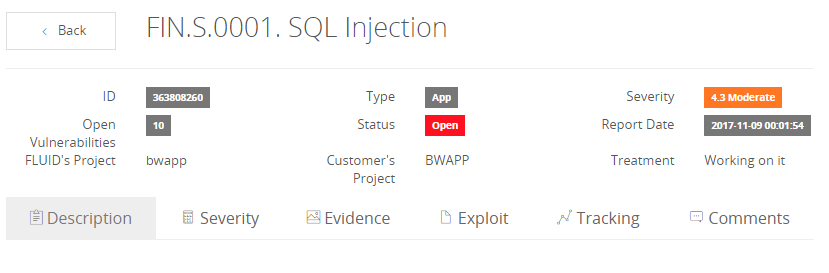 Back
FIN.S.0001. SQL Injection
ID 363808260 Type App Severity 4.3 Moderate
Open Vulnerabilities 10 Status Open Report Date 2017-11-09 00:01:54
FLUID's Project bwapp Customer's Project BWAPP Treatment Working on it
Description Severity Evidence Exploit Tracking Comments